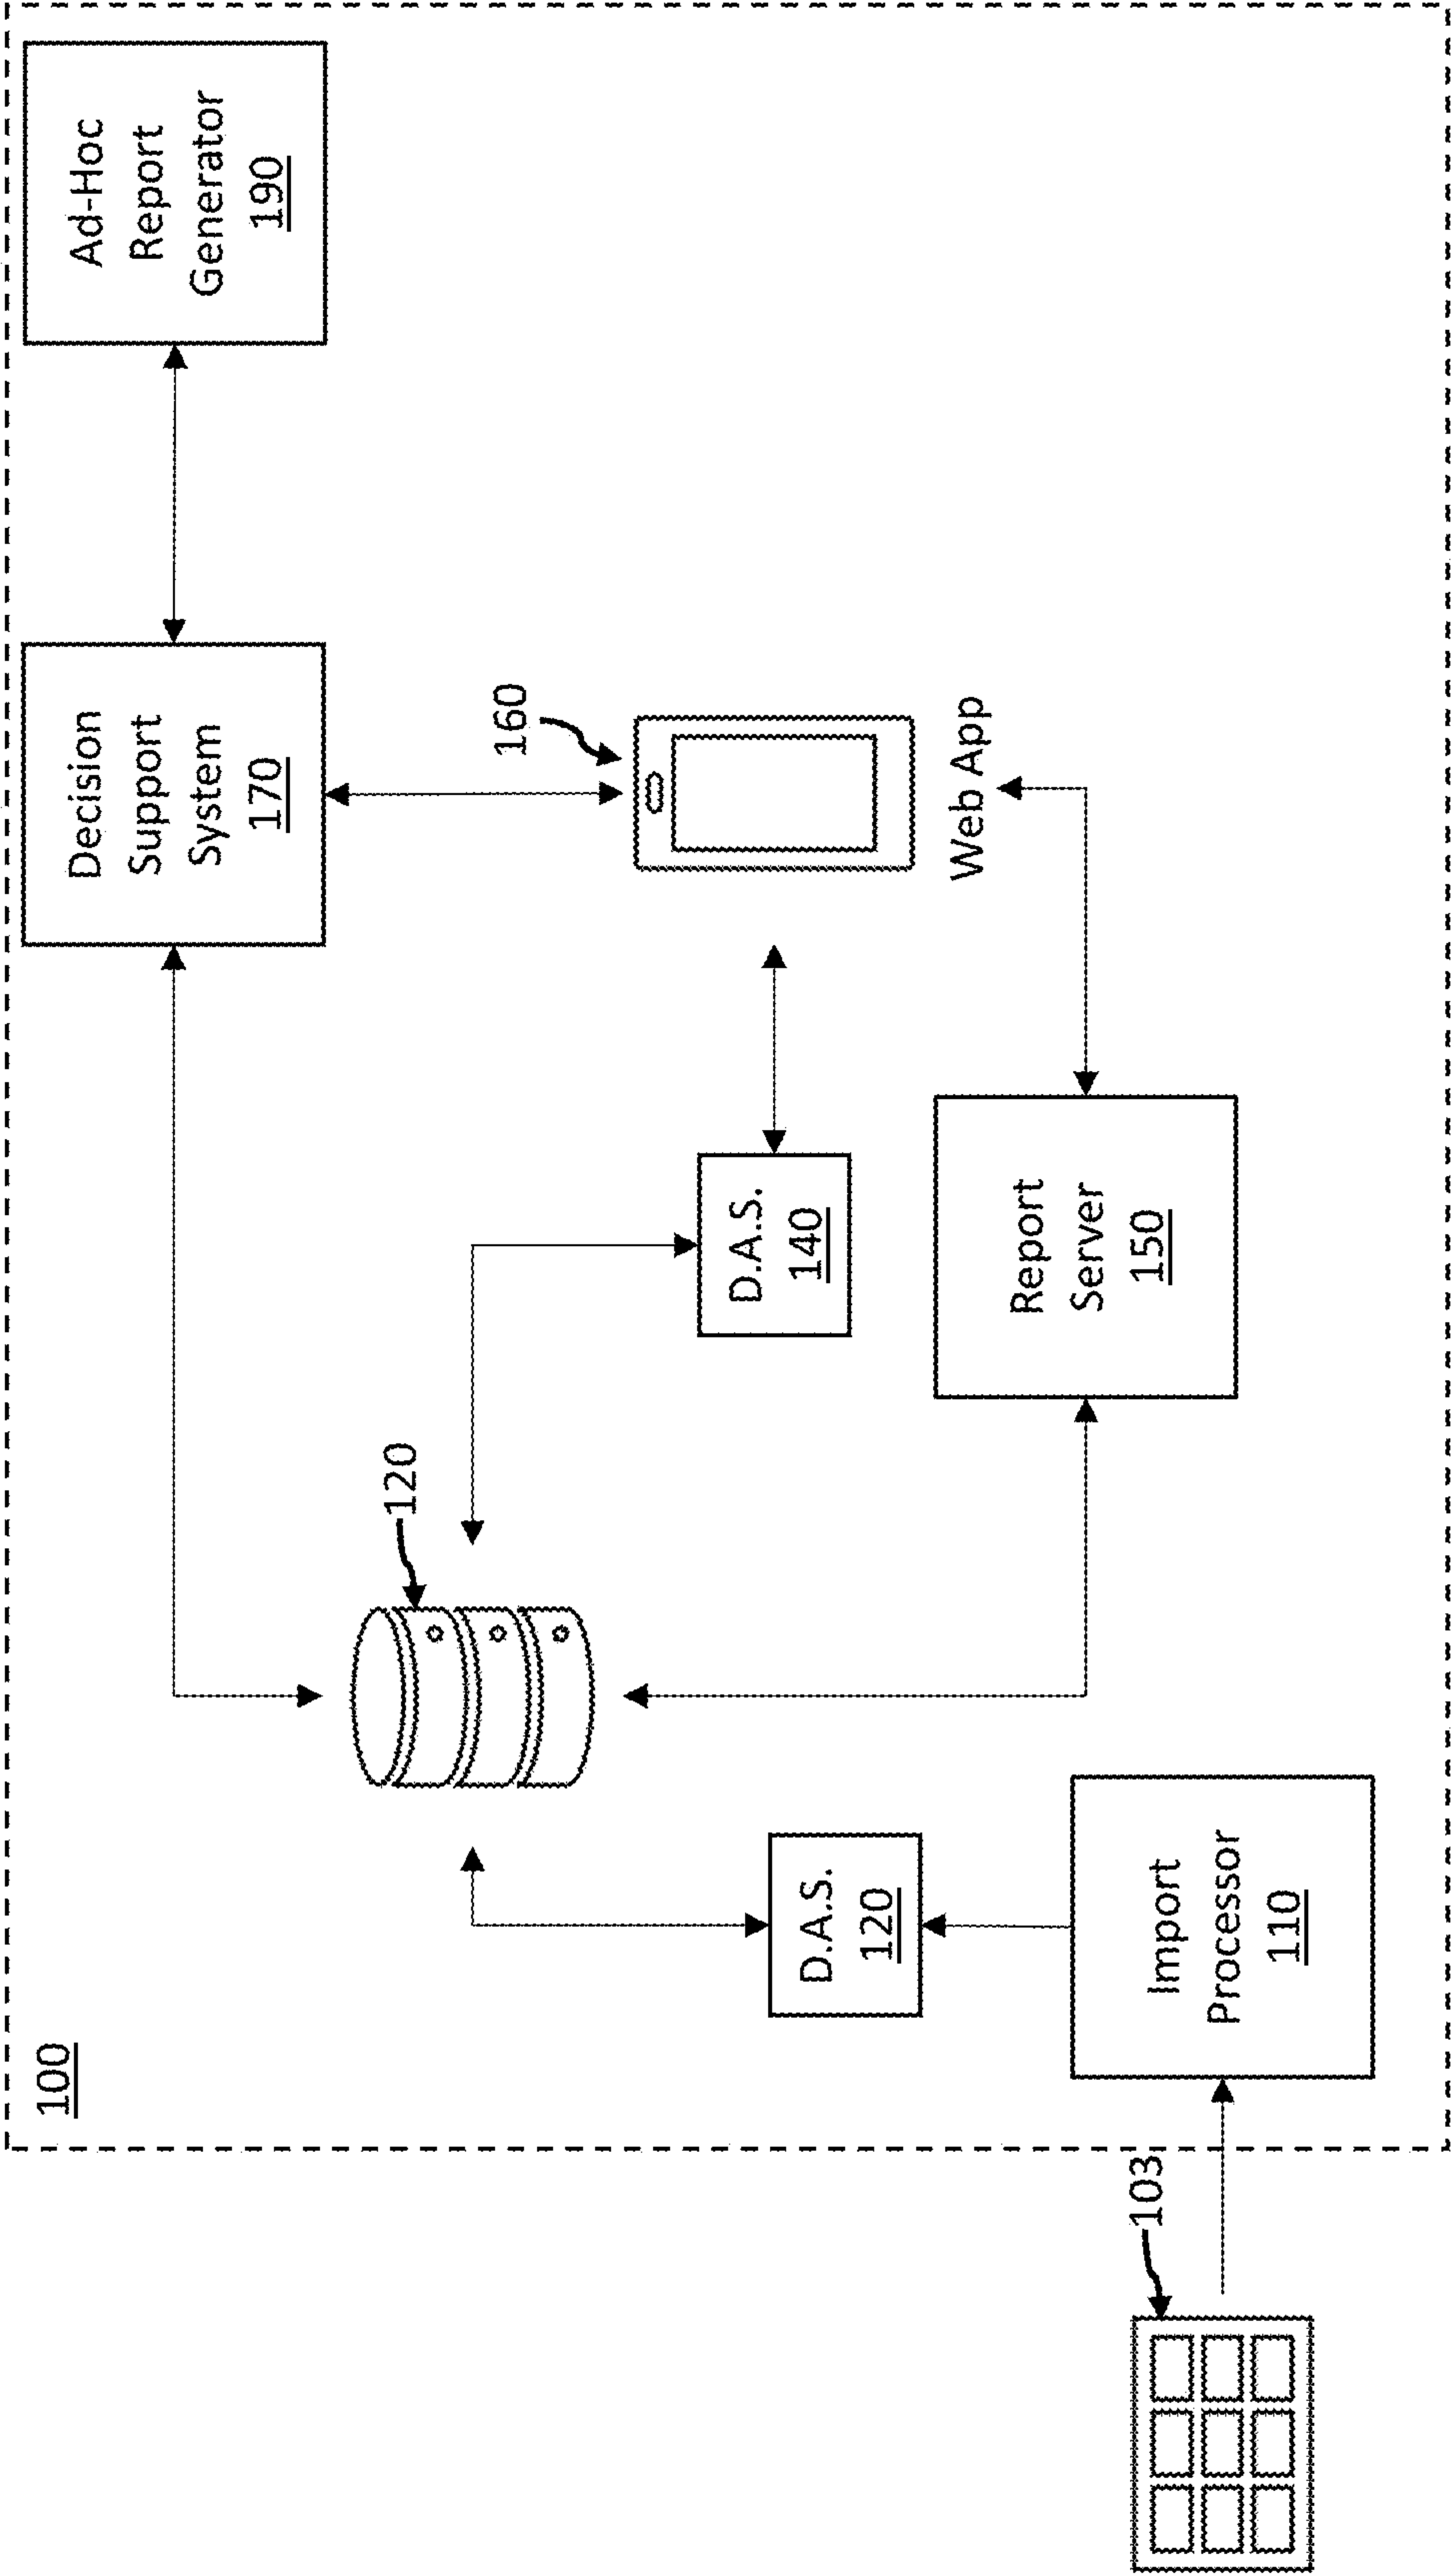 100
Decision
Support
System
170
Ad-Hoc
Report
Generator
190
120
160
D.A.S.
140
Web App
D.A.S.
120
Report
Server
150
103
Import
Processor
110